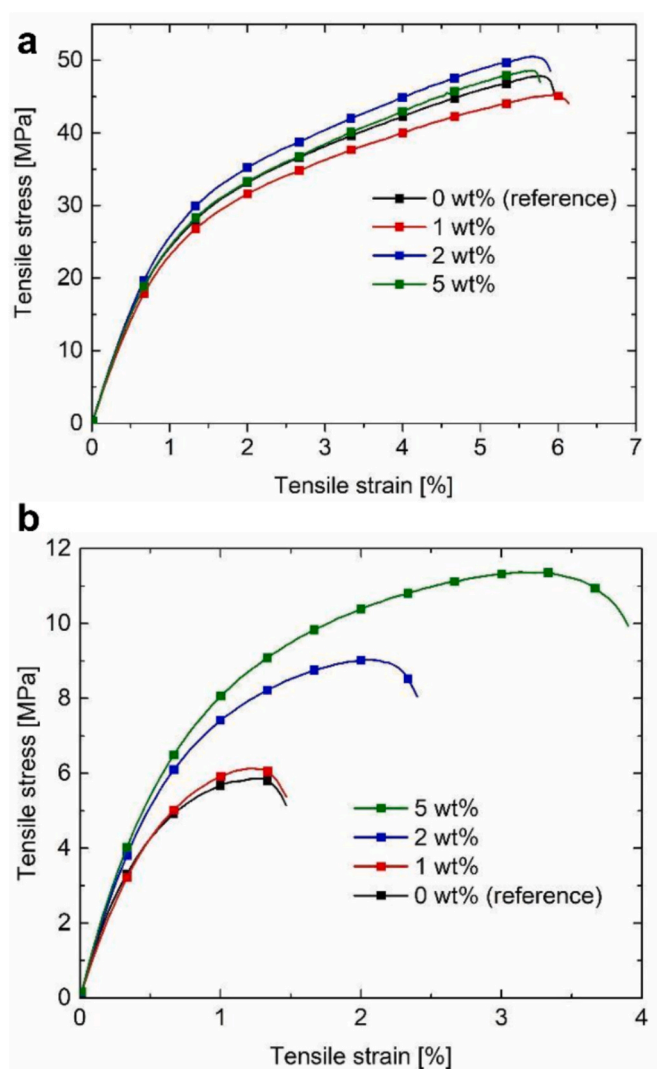 a
50
40
30
20
10
0
Tensile stress [MPa]
0 wt% (reference)
1 wt%
2 wt%
5 wt%
0 1 2 3 4 5 6 7
Tensile strain [%]
b
12
10
8
6
4
2
0
Tensile stress [MPa]
5 wt%
2 wt%
1 wt%
0 wt% (reference)
0 1 2 3 4
Tensile strain [%]